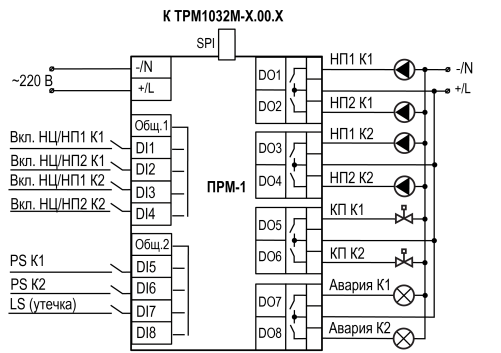 К ТРМ1032М-Х.00.Х
SPI
~220 В
-/N
+/L
Общ.1
Вкл. НЦ/НП1 К1
DI1
Вкл. НЦ/НП2 К1
DI2
Вкл. НЦ/НП1 К2
DI3
Вкл. НЦ/НП2 К2
DI4
Общ.2
PS К1
DI5
PS К2
DI6
LS (утечка)
DI7
DI8
ПРМ-1
DO1
НП1 К1
-/N
+/L
DO2
НП2 К1
DO3
НП1 К2
DO4
НП2 К2
DO5
КП К1
DO6
КП К2
DO7
Авария К1
DO8
Авария К2